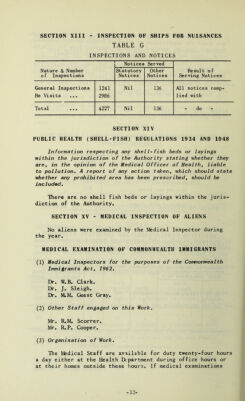 SECTION XIII - INSPECTION OF SHIPS FOR NUISANCES
TABLE G
INSPECTIONS AND NOTICES
Notices Served
Nature & Number of Inspections
Statutory Notices
Other Notices
Result of Serving Notices
General Inspections 1241 Nil 136 All notices complied with
Re Visits ... 2986
Total ... 4227 Nil 136 - do -
SECTION XIV
PUBLIC HEALTH (SHELL-FISH) REGULATIONS 1934 AND 1948
Information respecting any shell-fish beds or layings
within the jurisdiction of the Authority stating whether they
are, in the opinion of the Medical Officer of Health, liable
to pollution. A report of any action taken, which should state
whether any prohibited area has been prescribed, should be
included.
There are no shell fish beds or layings within the juris-
diction of the Authority.
SECTION XV - MEDICAL INSPECTION OF ALIENS
No aliens were examined by the Medical Inspector during
the year.
MEDICAL EXAMINATION OF COMMONWEALTH IMMIGRANTS
(1) Medical Inspectors for the purposes of the Commonwealth
Immigrants Act, 1962.
Dr. W.B. Clark.
Dr. J. Sleigh.
Dr. M.M. Geast Gray.
(2) Other Staff engaged on this Work.
Mr. R.M. Scorrer.
Mr. R.P. Cooper.
(3) Organisation of Work.
The Medical Staff are available for duty twenty-four hours
a day either at the Health Department during office hours or
at their homes outside these hours. If medical examinations
-13-